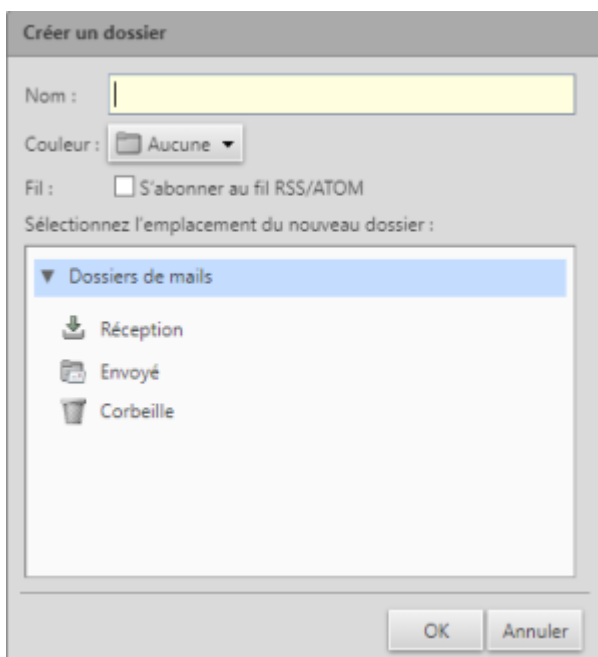 Créer un dossier
Nom :
Couleur : Aucune
Fil : S'abonner au fil RSS/ATOM
Sélectionnez l'emplacement du nouveau dossier :
Dossiers de mails
Réception
Envoyé
Corbeille
OK Annuler